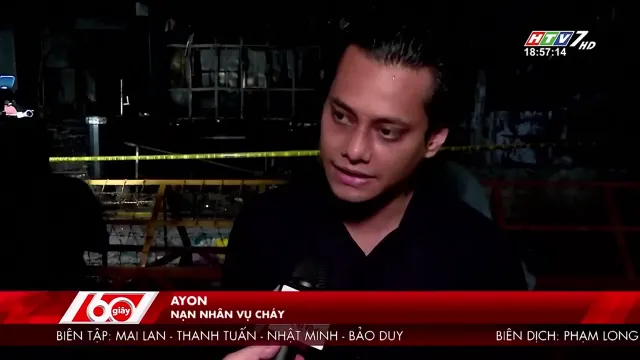 HTV7 HD
18:57:14
60 giây
AYON
NẠN NHÂN VỤ CHÁY
BIÊN TẬP: MAI LAN - THANH TUẤN - NHẬT MINH - BẢO DUY
BIÊN DỊCH: PHẠM LONG